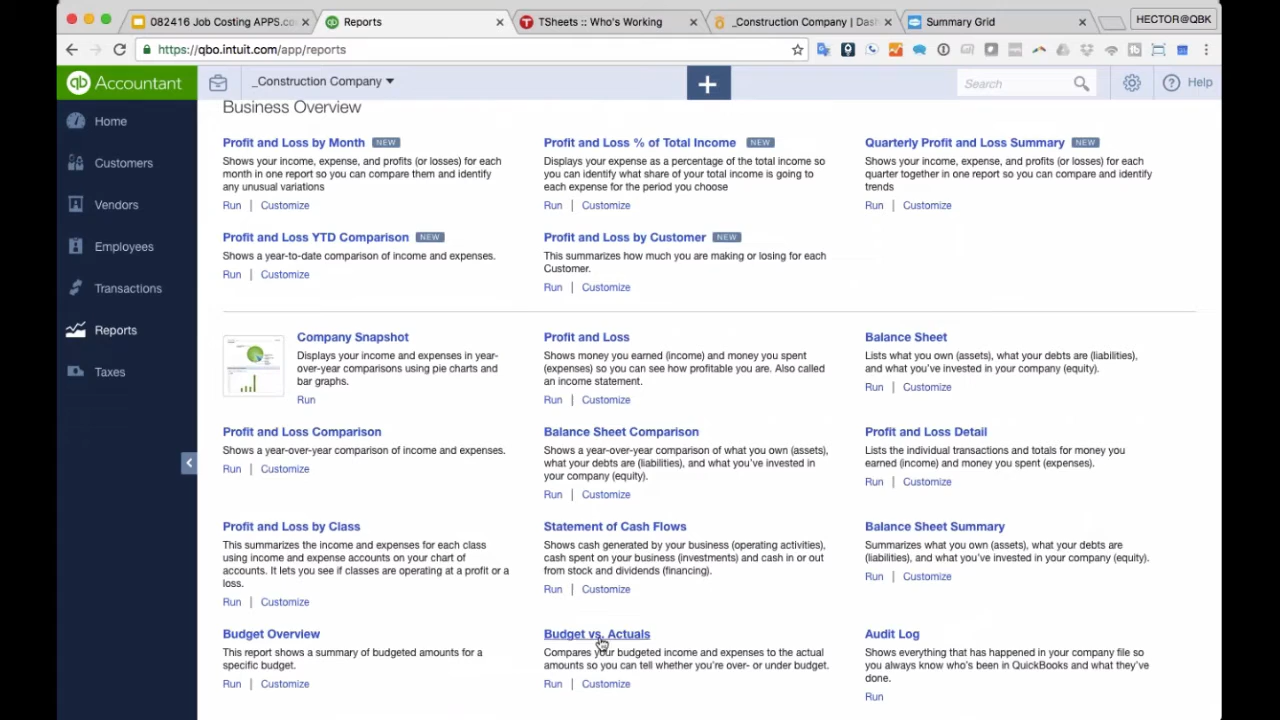 082416 Job Costing APPS.co
Reports
TSheets :: Who's Working
_Construction Company | Das
Summary Grid
HECTOR@QBK
https://qbo.intuit.com/app/reports
qb Accountant
_Construction Company
+
Search
Help
Home
Customers
Vendors
Employees
Transactions
Reports
Taxes
Business Overview
Profit and Loss by Month NEW
Shows your income, expense, and profits (or losses) for each
month in one report so you can compare them and identify
any unusual variations
Run | Customize
Profit and Loss % of Total Income NEW
Displays your expense as a percentage of the total income so
you can identify what share of your total income is going to
each expense for the period you choose
Run | Customize
Quarterly Profit and Loss Summary NEW
Shows your income, expense, and profits (or losses) for each
quarter together in one report so you can compare and identify
trends
Run | Customize
Profit and Loss YTD Comparison NEW
Shows a year-to-date comparison of income and expenses.
Run | Customize
Profit and Loss by Customer NEW
This summarizes how much you are making or losing for each
Customer.
Run | Customize
Company Snapshot
Displays your income and expenses in year-
over-year comparisons using pie charts and
bar graphs.
Run
Profit and Loss
Shows money you earned (income) and money you spent
(expenses) so you can see how profitable you are. Also called
an income statement.
Run | Customize
Balance Sheet
Lists what you own (assets), what your debts are (liabilities),
and what you've invested in your company (equity).
Run | Customize
Profit and Loss Comparison
Shows a year-over-year comparison of income and expenses.
Run | Customize
Balance Sheet Comparison
Shows a year-over-year comparison of what you own (assets),
what your debts are (liabilities), and what you've invested in
your company (equity).
Run | Customize
Profit and Loss Detail
Lists the individual transactions and totals for money you
earned (income) and money you spent (expenses).
Run | Customize
Profit and Loss by Class
This summarizes the income and expenses for each class
using income and expense accounts on your chart of
accounts. It lets you see if classes are operating at a profit or a
loss.
Run | Customize
Statement of Cash Flows
Shows cash generated by your business (operating activities),
cash spent on your business (investments) and cash in or out
from stock and dividends (financing).
Run | Customize
Balance Sheet Summary
Summarizes what you own (assets), what your debts are
(liabilities), and what you've invested in your company (equity).
Run | Customize
Budget Overview
This report shows a summary of budgeted amounts for a
specific budget.
Run | Customize
Budget vs. Actuals
Compares your budgeted income and expenses to the actual
amounts so you can tell whether you're over- or under budget.
Run | Customize
Audit Log
Shows everything that has happened in your company file so
you always know who's been in QuickBooks and what they've
done.
Run